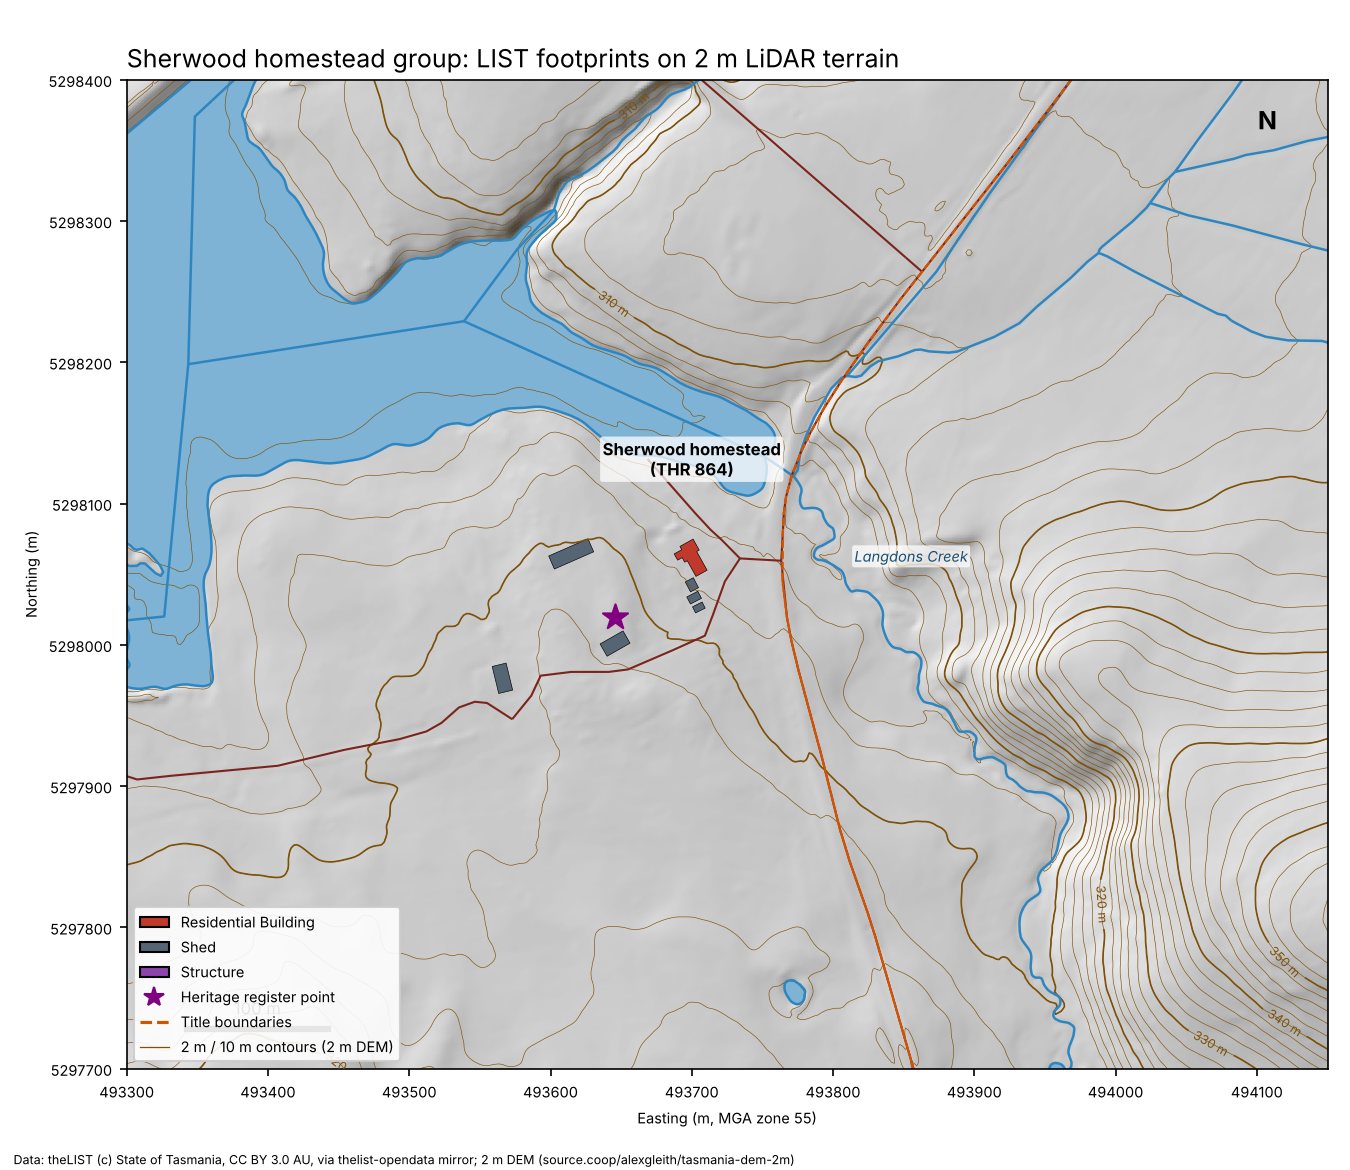 Sherwood homestead group: LIST footprints on 2 m LiDAR terrain
5298400
5298300
5298200
5298100
5298000
5297900
5297800
5297700
Northing (m)
N
310 m
310 m
Sherwood homestead
(THR 864)
Langdons Creek
320 m
350 m
340 m
330 m
Residential Building
Shed
Structure
Heritage register point
Title boundaries
2 m / 10 m contours (2 m DEM)
100 m
493300
493400
493500
493600
493700
493800
493900
494000
494100
Easting (m, MGA zone 55)
Data: theLIST (c) State of Tasmania, CC BY 3.0 AU, via thelist-opendata mirror; 2 m DEM (source.coop/alexgleith/tasmania-dem-2m)